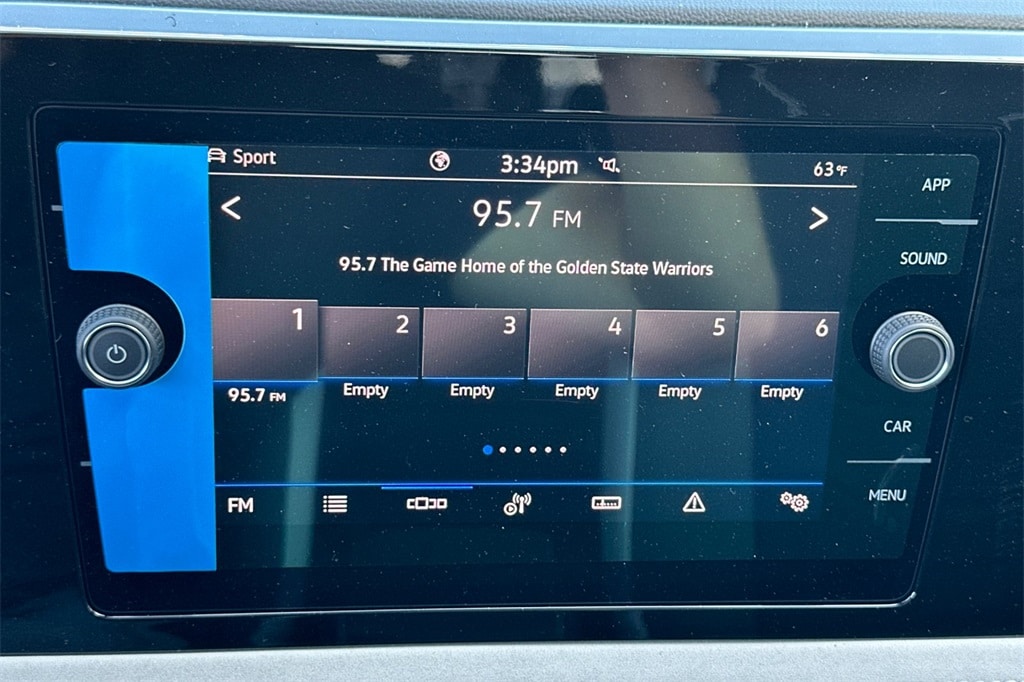 Sport 3:34pm 63°F
APP
< 95.7 FM >
SOUND
95.7 The Game Home of the Golden State Warriors
1 2 3 4 5 6
95.7 FM Empty Empty Empty Empty Empty
CAR
FM
MENU